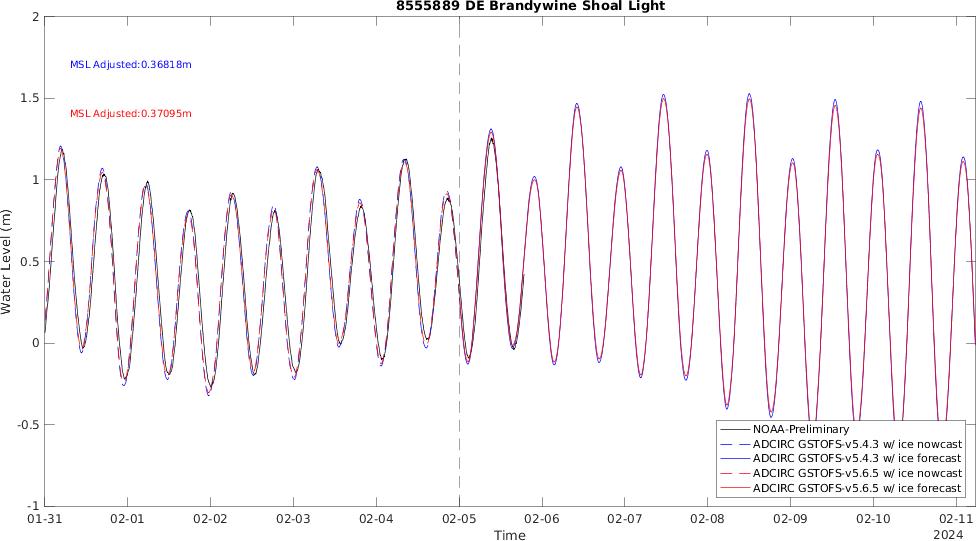 8555889 DE Brandywine Shoal Light
MSL Adjusted:0.36818m
MSL Adjusted:0.37095m
Water Level (m)
2
1.5
1
0.5
0
-0.5
-1
NOAA-Preliminary
ADCIRC GSTOFS-v5.4.3 w/ ice nowcast
ADCIRC GSTOFS-v5.4.3 w/ ice forecast
ADCIRC GSTOFS-v5.6.5 w/ ice nowcast
ADCIRC GSTOFS-v5.6.5 w/ ice forecast
01-31 02-01 02-02 02-03 02-04 02-05 02-06 02-07 02-08 02-09 02-10 02-11
Time
2024